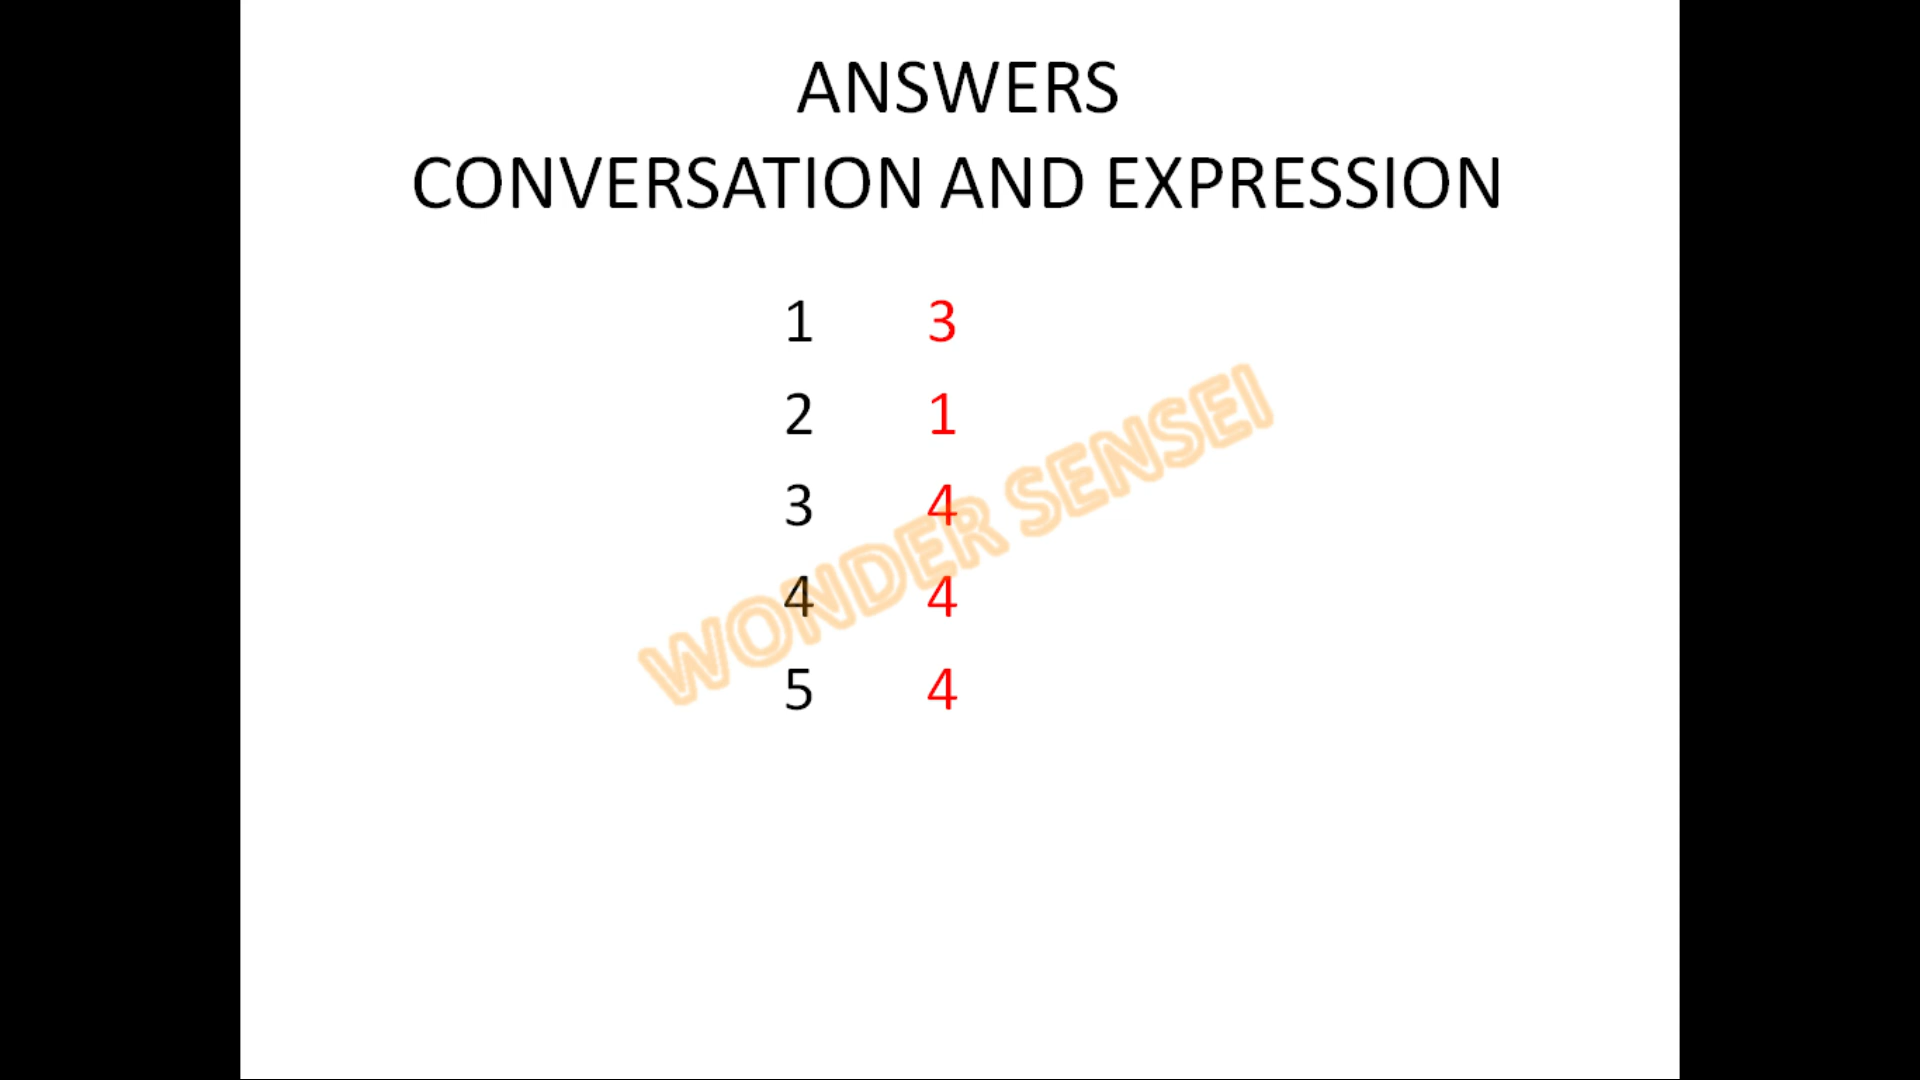 ANSWERS
CONVERSATION AND EXPRESSION
1 3
2 1
3 4
4 4
5 4
WONDER SENSEI